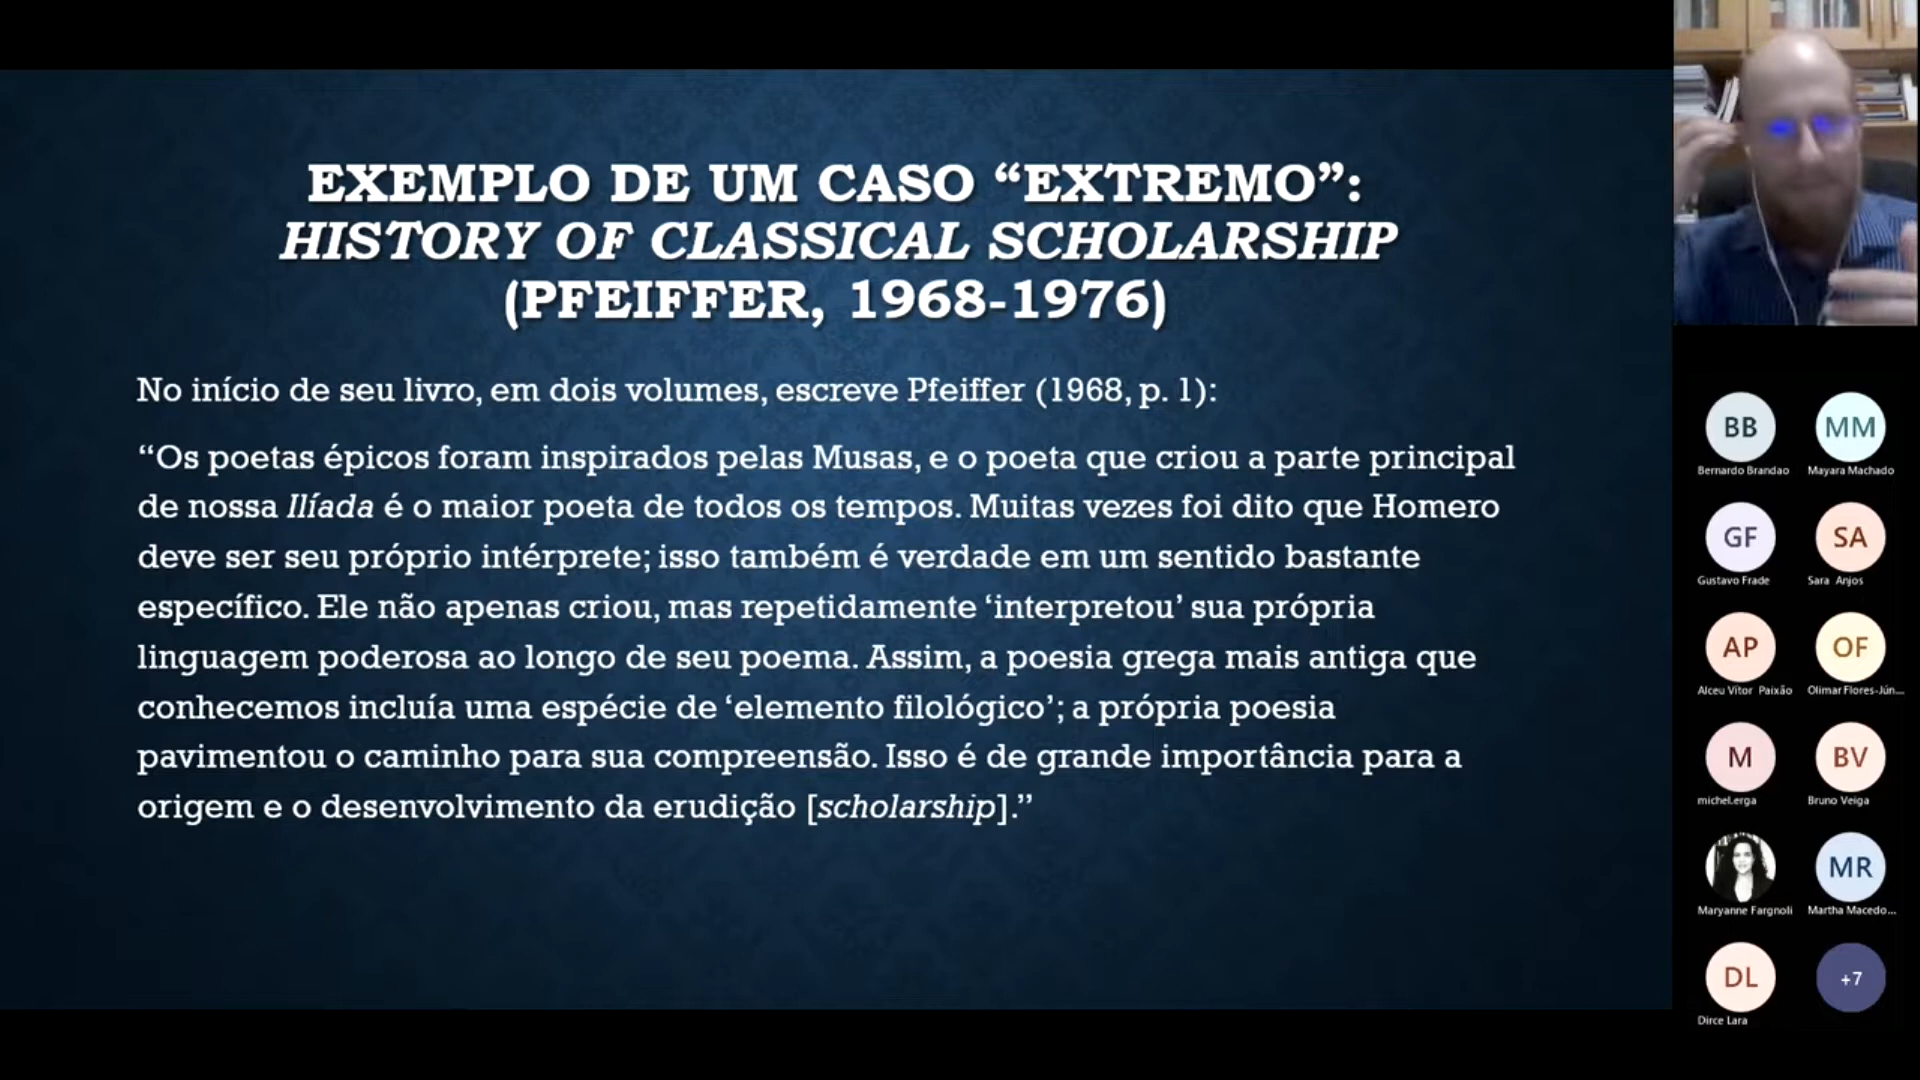 EXEMPLO DE UM CASO “EXTREMO”:
HISTORY OF CLASSICAL SCHOLARSHIP
(PFEIFFER, 1968-1976)
No início de seu livro, em dois volumes, escreve Pfeiffer (1968, p. 1):
“Os poetas épicos foram inspirados pelas Musas, e o poeta que criou a parte principal
de nossa Ilíada é o maior poeta de todos os tempos. Muitas vezes foi dito que Homero
deve ser seu próprio intérprete; isso também é verdade em um sentido bastante
específico. Ele não apenas criou, mas repetidamente ‘interpretou’ sua própria
linguagem poderosa ao longo de seu poema. Assim, a poesia grega mais antiga que
conhecemos incluía uma espécie de ‘elemento filológico’; a própria poesia
pavimentou o caminho para sua compreensão. Isso é de grande importância para a
origem e o desenvolvimento da erudição [scholarship].”
BB MM
Bernardo Brandao Mayara Machado
GF SA
Gustavo Frade Sara Anjos
AP OF
Alceu Vitor Paixão Olimar Flores-Jún...
M BV
michel.erga Bruno Veiga
MR
Maryanne Fargnoli Martha Macedo...
DL +7
Dirce Lara